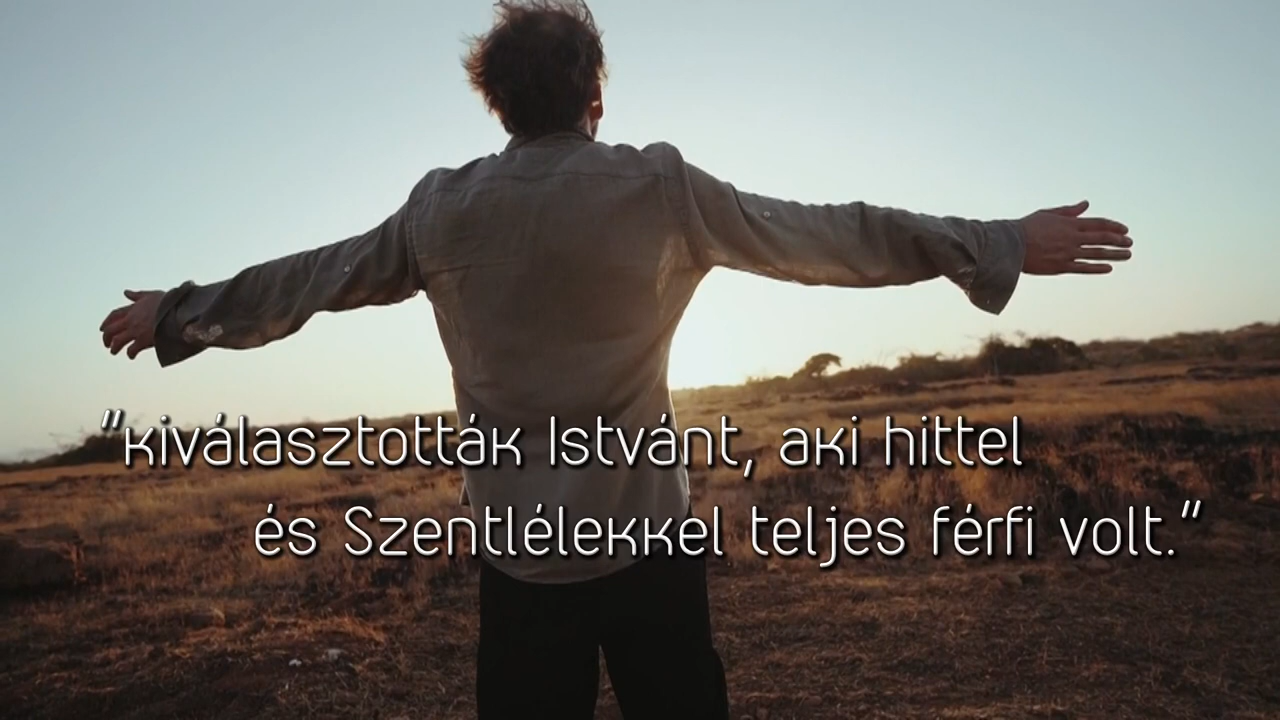 "kiválasztották Istvánt, aki hittel
és Szentlélekkel teljes férfi volt."